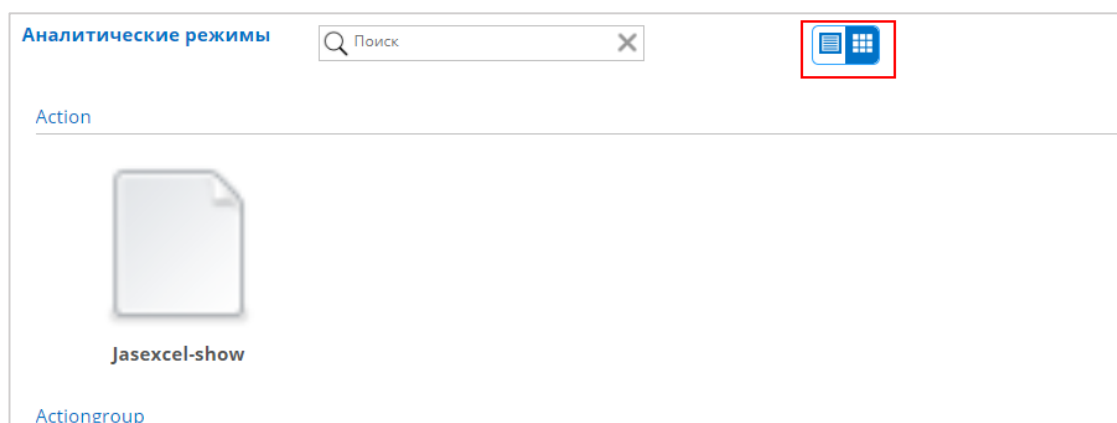 Аналитические режимы
Поиск
Action
Jasexcel-show
Actiongroup